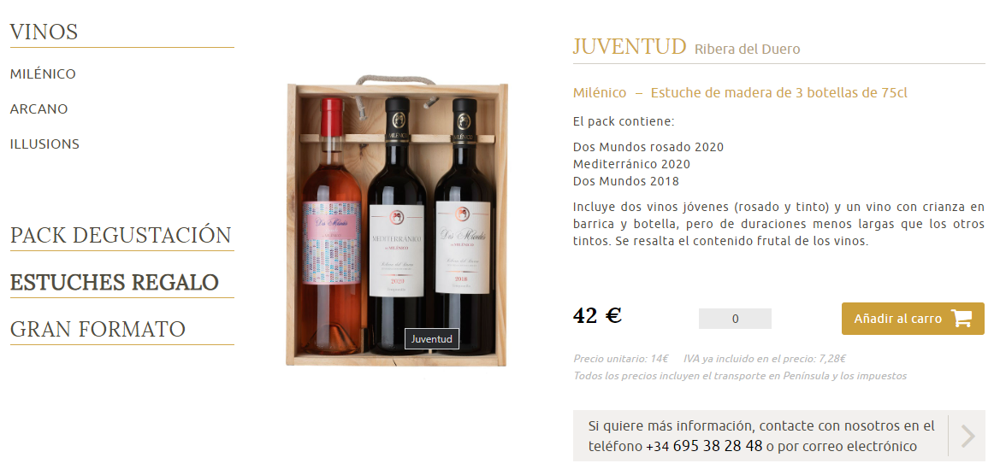 VINOS
MILÉNICO
ARCANO
ILLUSIONS
PACK DEGUSTACIÓN
ESTUCHES REGALO
GRAN FORMATO
MILÉNICO
MILÉNICO
Dos Mundos
MEDITERRÁNICO
de MILÉNICO
Ribera del Duero
2020
Dos Mundos
de MILÉNICO
Ribera del Duero
2018
Juventud
JUVENTUD Ribera del Duero
Milénico – Estuche de madera de 3 botellas de 75cl
El pack contiene:
Dos Mundos rosado 2020
Mediterránico 2020
Dos Mundos 2018
Incluye dos vinos jóvenes (rosado y tinto) y un vino con crianza en
barrica y botella, pero de duraciones menos largas que los otros
tintos. Se resalta el contenido frutal de los vinos.
42 € 0 Añadir al carro
Precio unitario: 14€ IVA ya incluido en el precio: 7,28€
Todos los precios incluyen el transporte en Península y los impuestos
Si quiere más información, contacte con nosotros en el
teléfono +34 695 38 28 48 o por correo electrónico